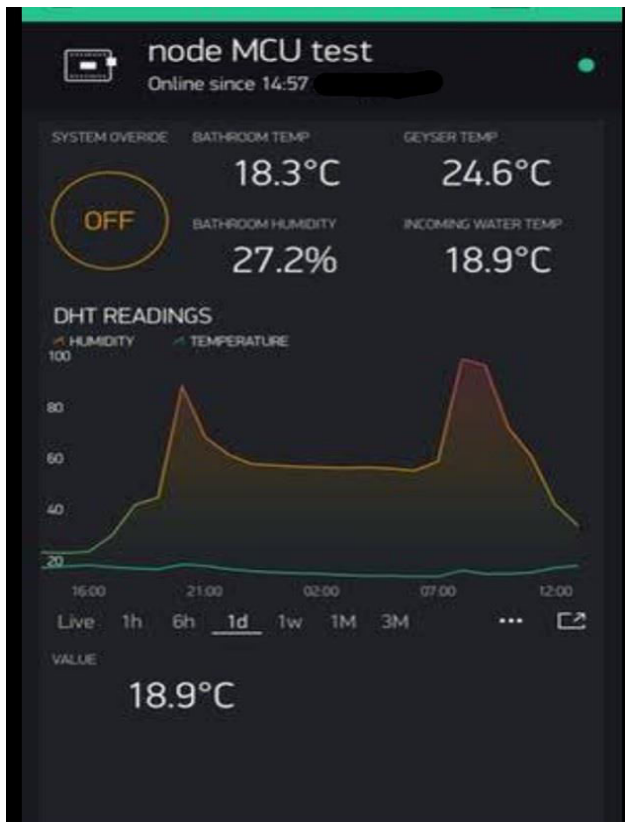 node MCU test
Online since 14:57
SYSTEM OVERIDE BATHROOM TEMP GEYSER TEMP
18.3°C 24.6°C
OFF
BATHROOM HUMIDITY INCOMING WATER TEMP
27.2% 18.9°C
DHT READINGS
HUMIDITY TEMPERATURE
100
80
60
40
20
16:00 21:00 02:00 07:00 12:00
Live 1h 6h 1d 1w 1M 3M ...
VALUE
18.9°C